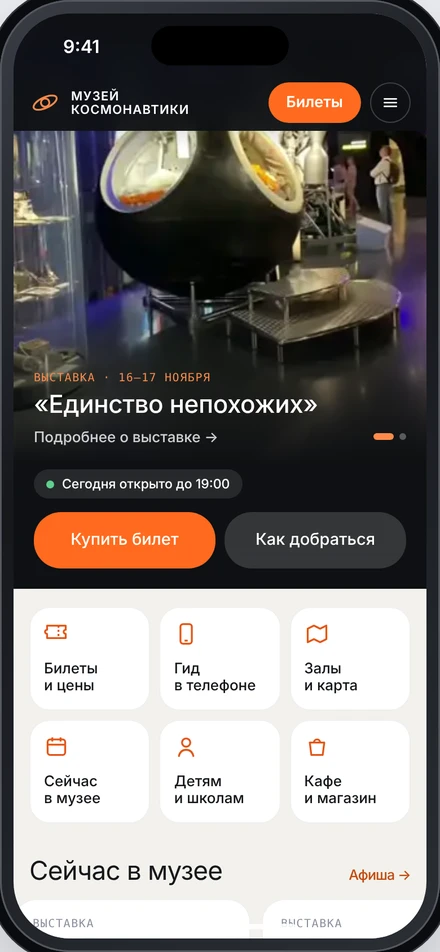 9:41
МУЗЕЙ
КОСМОНАВТИКИ
Билеты
ВЫСТАВКА · 16–17 НОЯБРЯ
«Единство непохожих»
Подробнее о выставке →
Сегодня открыто до 19:00
Купить билет
Как добраться
Билеты
и цены
Гид
в телефоне
Залы
и карта
Сейчас
в музее
Детям
и школам
Кафе
и магазин
Сейчас в музее
Афиша →
ВЫСТАВКА
ВЫСТАВКА